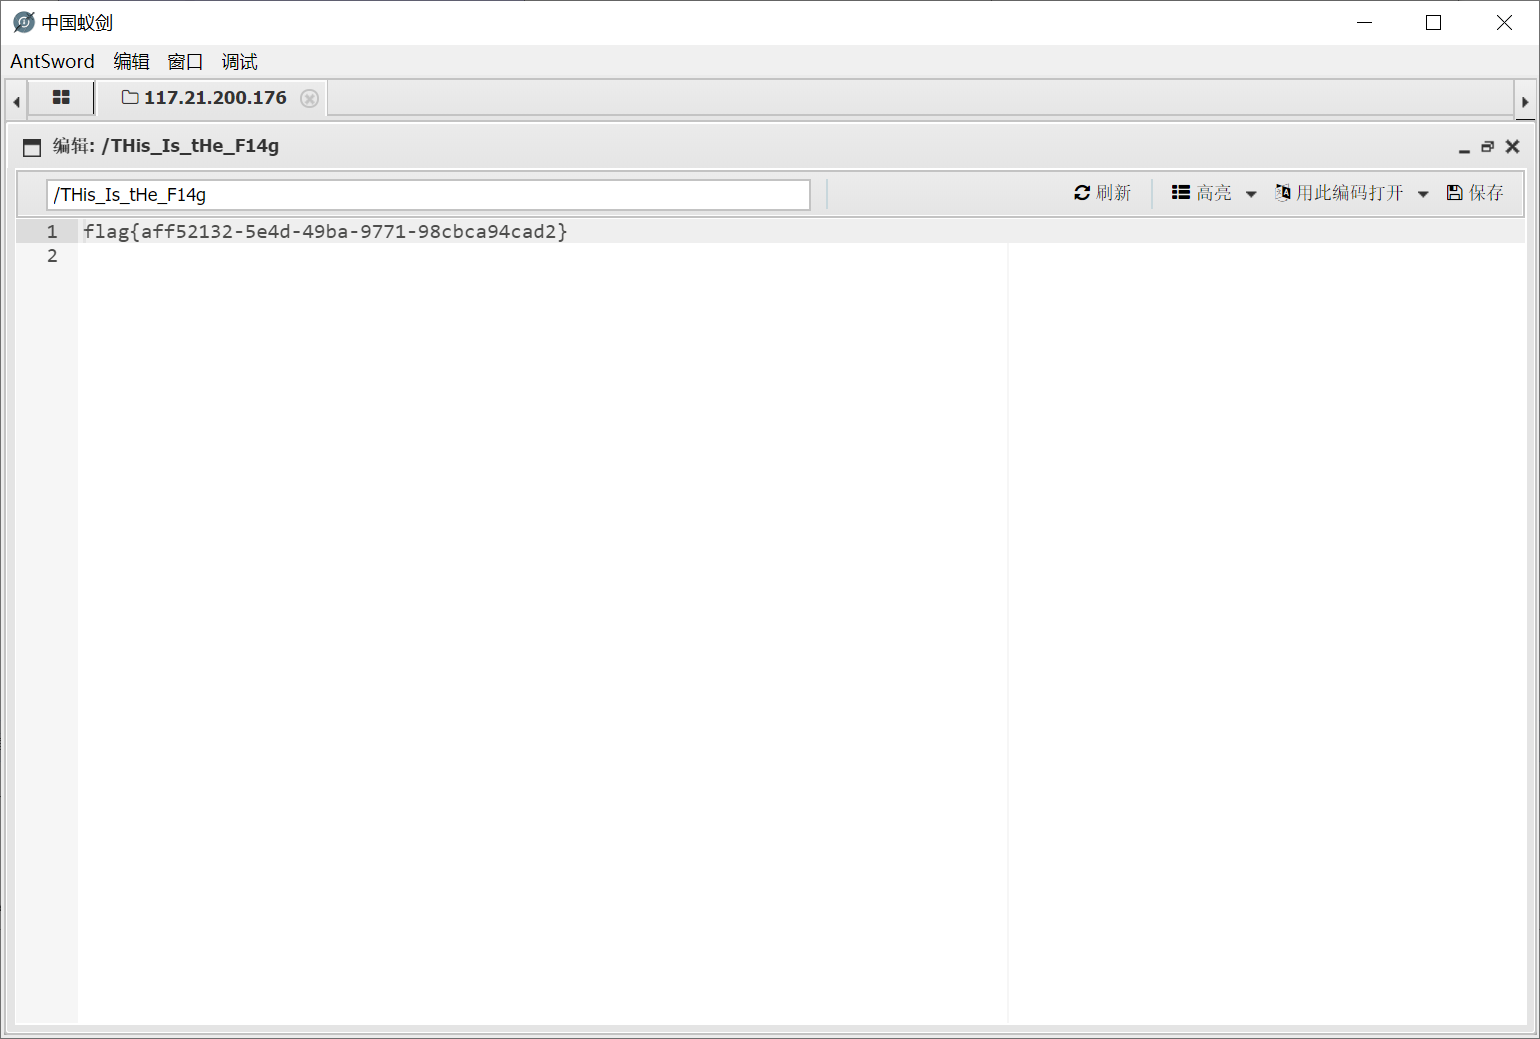 中国蚁剑
AntSword 编辑 窗口 调试
117.21.200.176
编辑: /THis_Is_tHe_F14g
/THis_Is_tHe_F14g 刷新 高亮 用此编码打开 保存
1 flag{aff52132-5e4d-49ba-9771-98cbca94cad2}
2